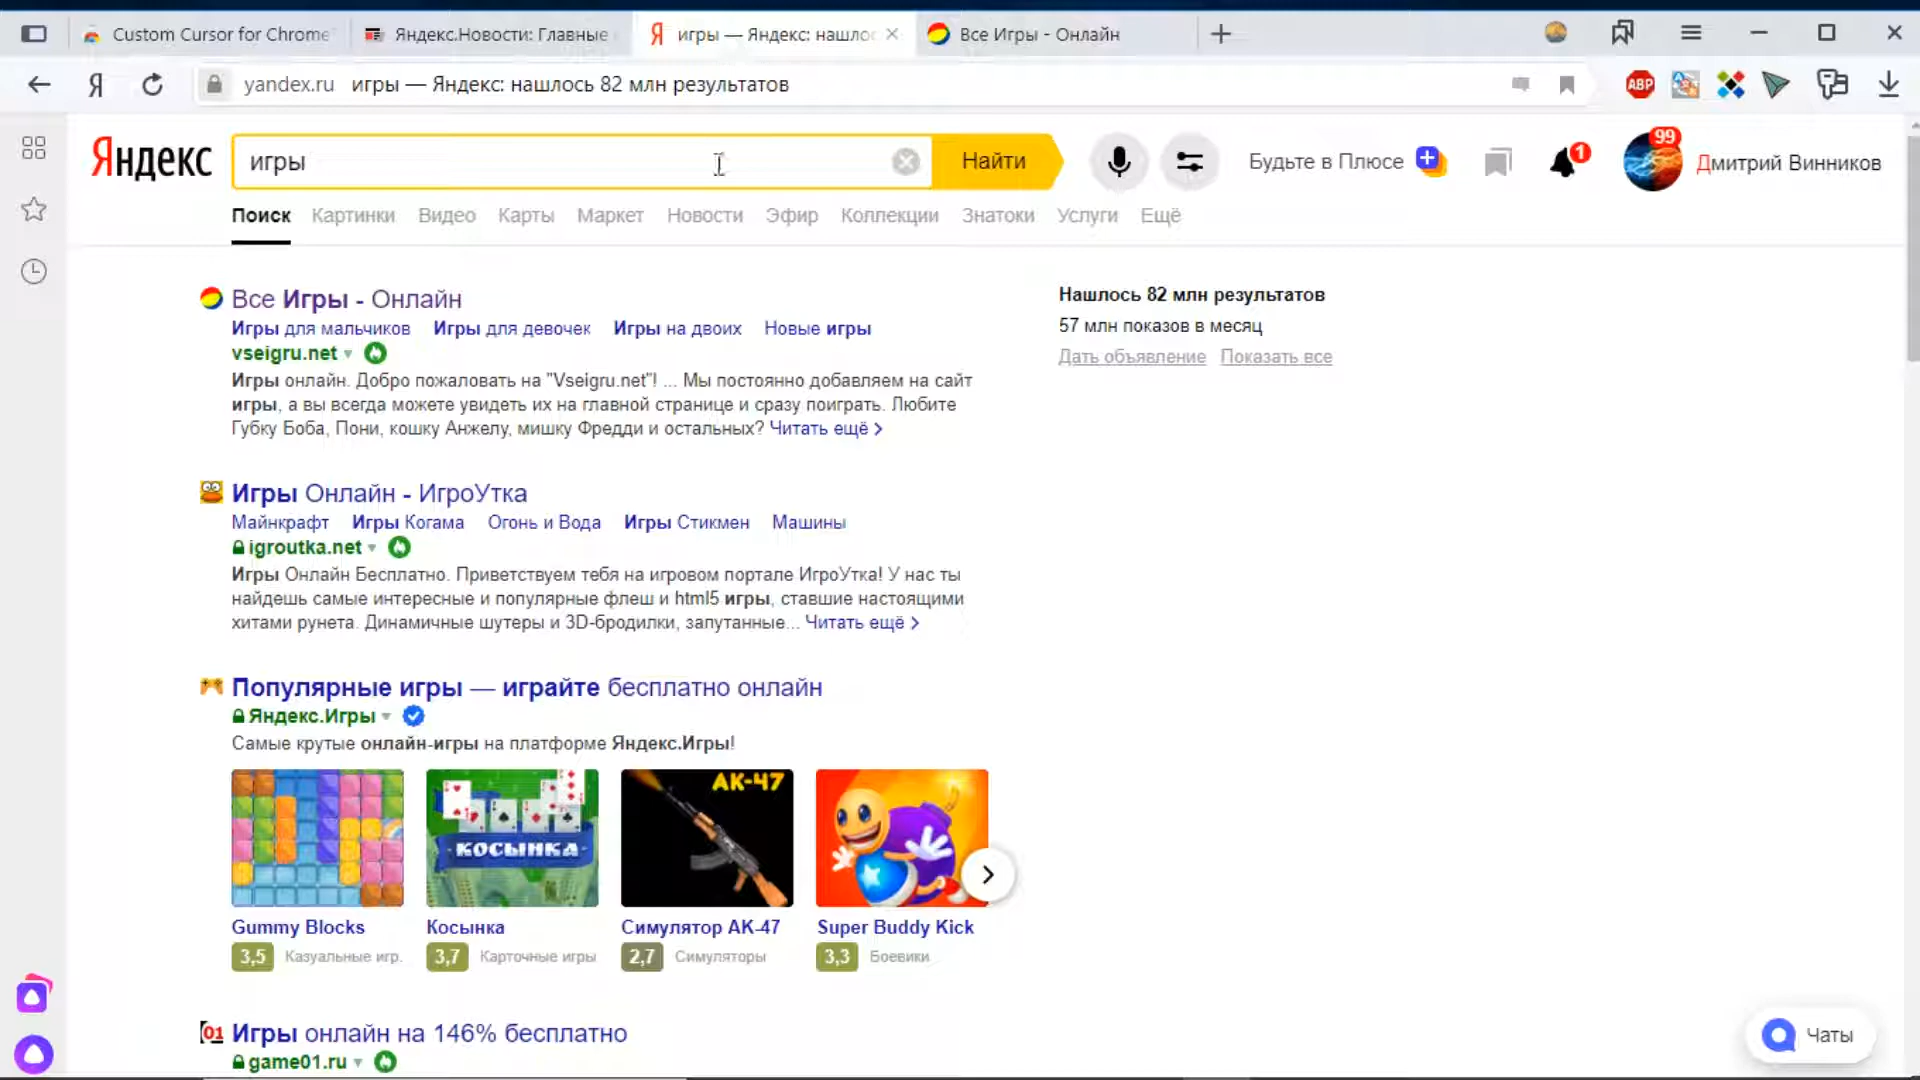 Custom Cursor for Chrome
Яндекс.Новости: Главные
игры — Яндекс: нашлос
Все Игры - Онлайн
Я
yandex.ru игры — Яндекс: нашлось 82 млн результатов
ABP
Яндекс
игры
Найти
Будьте в Плюсе
1
99
Дмитрий Винников
Поиск Картинки Видео Карты Маркет Новости Эфир Коллекции Знатоки Услуги Ещё
Все Игры - Онлайн
Игры для мальчиков Игры для девочек Игры на двоих Новые игры
vseigru.net
Игры онлайн. Добро пожаловать на "Vseigru.net"! ... Мы постоянно добавляем на сайт
игры, а вы всегда можете увидеть их на главной странице и сразу поиграть. Любите
Губку Боба, Пони, кошку Анжелу, мишку Фредди и остальных? Читать ещё >
Нашлось 82 млн результатов
57 млн показов в месяц
Дать объявление Показать все
Игры Онлайн - ИгроУтка
Майнкрафт Игры Когама Огонь и Вода Игры Стикмен Машины
igroutka.net
Игры Онлайн Бесплатно. Приветствуем тебя на игровом портале ИгроУтка! У нас ты
найдешь самые интересные и популярные флеш и html5 игры, ставшие настоящими
хитами рунета. Динамичные шутеры и 3D-бродилки, запутанные... Читать ещё >
Популярные игры — играйте бесплатно онлайн
Яндекс.Игры
Самые крутые онлайн-игры на платформе Яндекс.Игры!
КОСЫНКА
АК-47
Gummy Blocks
3,5 Казуальные игр.
Косынка
3,7 Карточные игры
Симулятор АК-47
2,7 Симуляторы
Super Buddy Kick
3,3 Боевики
01 Игры онлайн на 146% бесплатно
game01.ru
Чаты